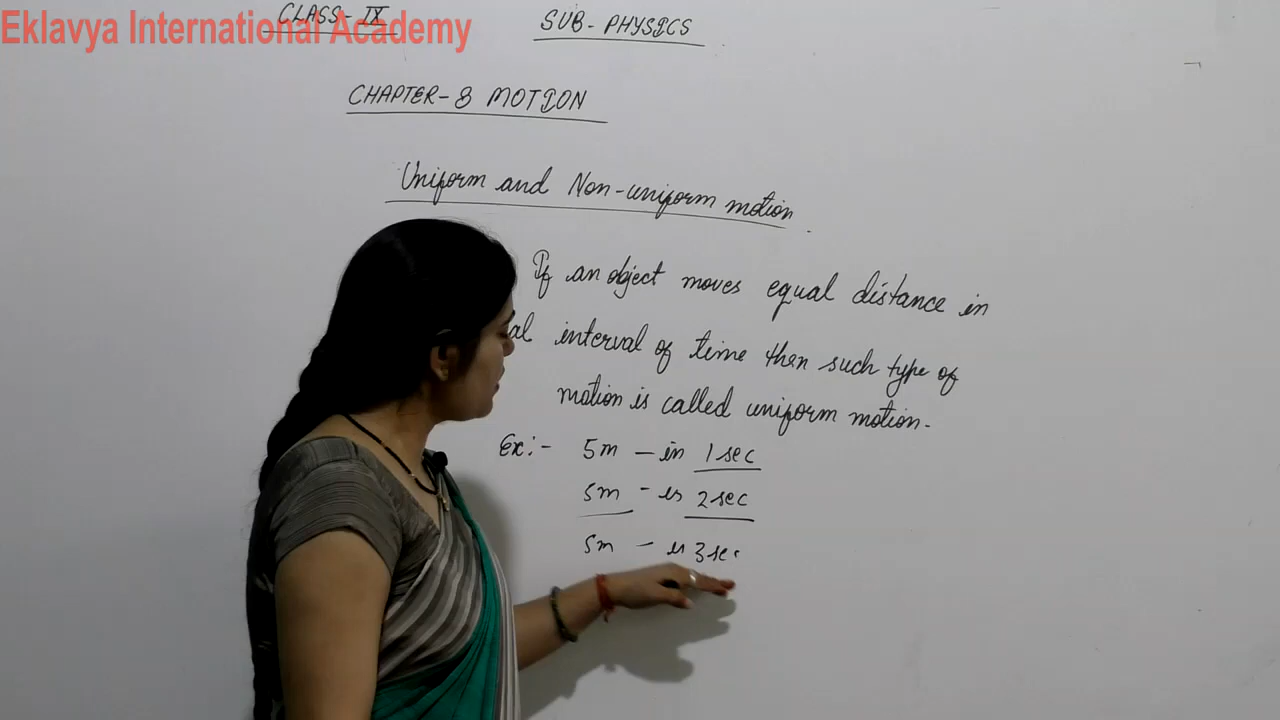 CLASS-IX
Eklavya International Academy
SUB- PHYSICS
CHAPTER-8 MOTION
Uniform and Non-uniform motion
If an object moves equal distance in
al interval of time then such type of
motion is called uniform motion.
Ex:- 5m - in 1 sec
5m - in 2 sec
5m - in 3 sec